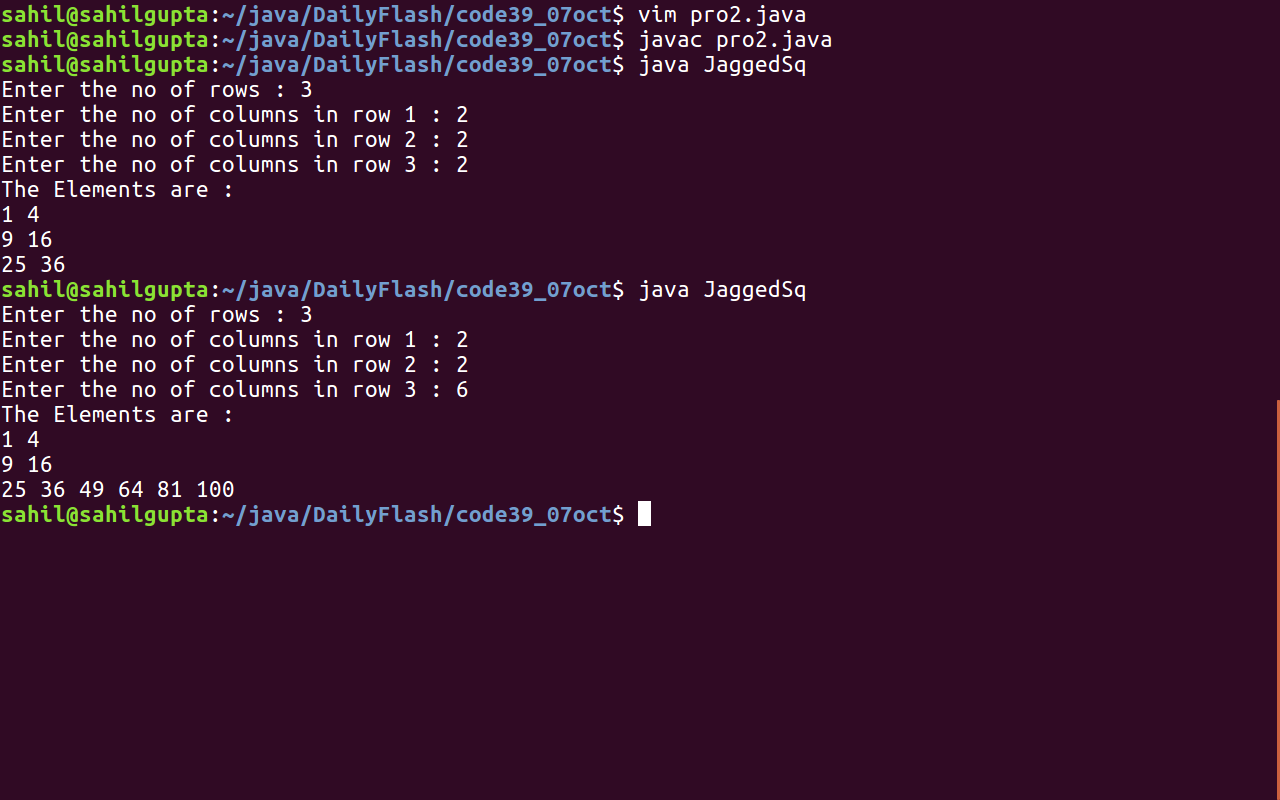 sahil@sahilgupta:~/java/DailyFlash/code39_07oct$ vim pro2.java
sahil@sahilgupta:~/java/DailyFlash/code39_07oct$ javac pro2.java
sahil@sahilgupta:~/java/DailyFlash/code39_07oct$ java JaggedSq
Enter the no of rows : 3
Enter the no of columns in row 1 : 2
Enter the no of columns in row 2 : 2
Enter the no of columns in row 3 : 2
The Elements are :
1 4
9 16
25 36
sahil@sahilgupta:~/java/DailyFlash/code39_07oct$ java JaggedSq
Enter the no of rows : 3
Enter the no of columns in row 1 : 2
Enter the no of columns in row 2 : 2
Enter the no of columns in row 3 : 6
The Elements are :
1 4
9 16
25 36 49 64 81 100
sahil@sahilgupta:~/java/DailyFlash/code39_07oct$